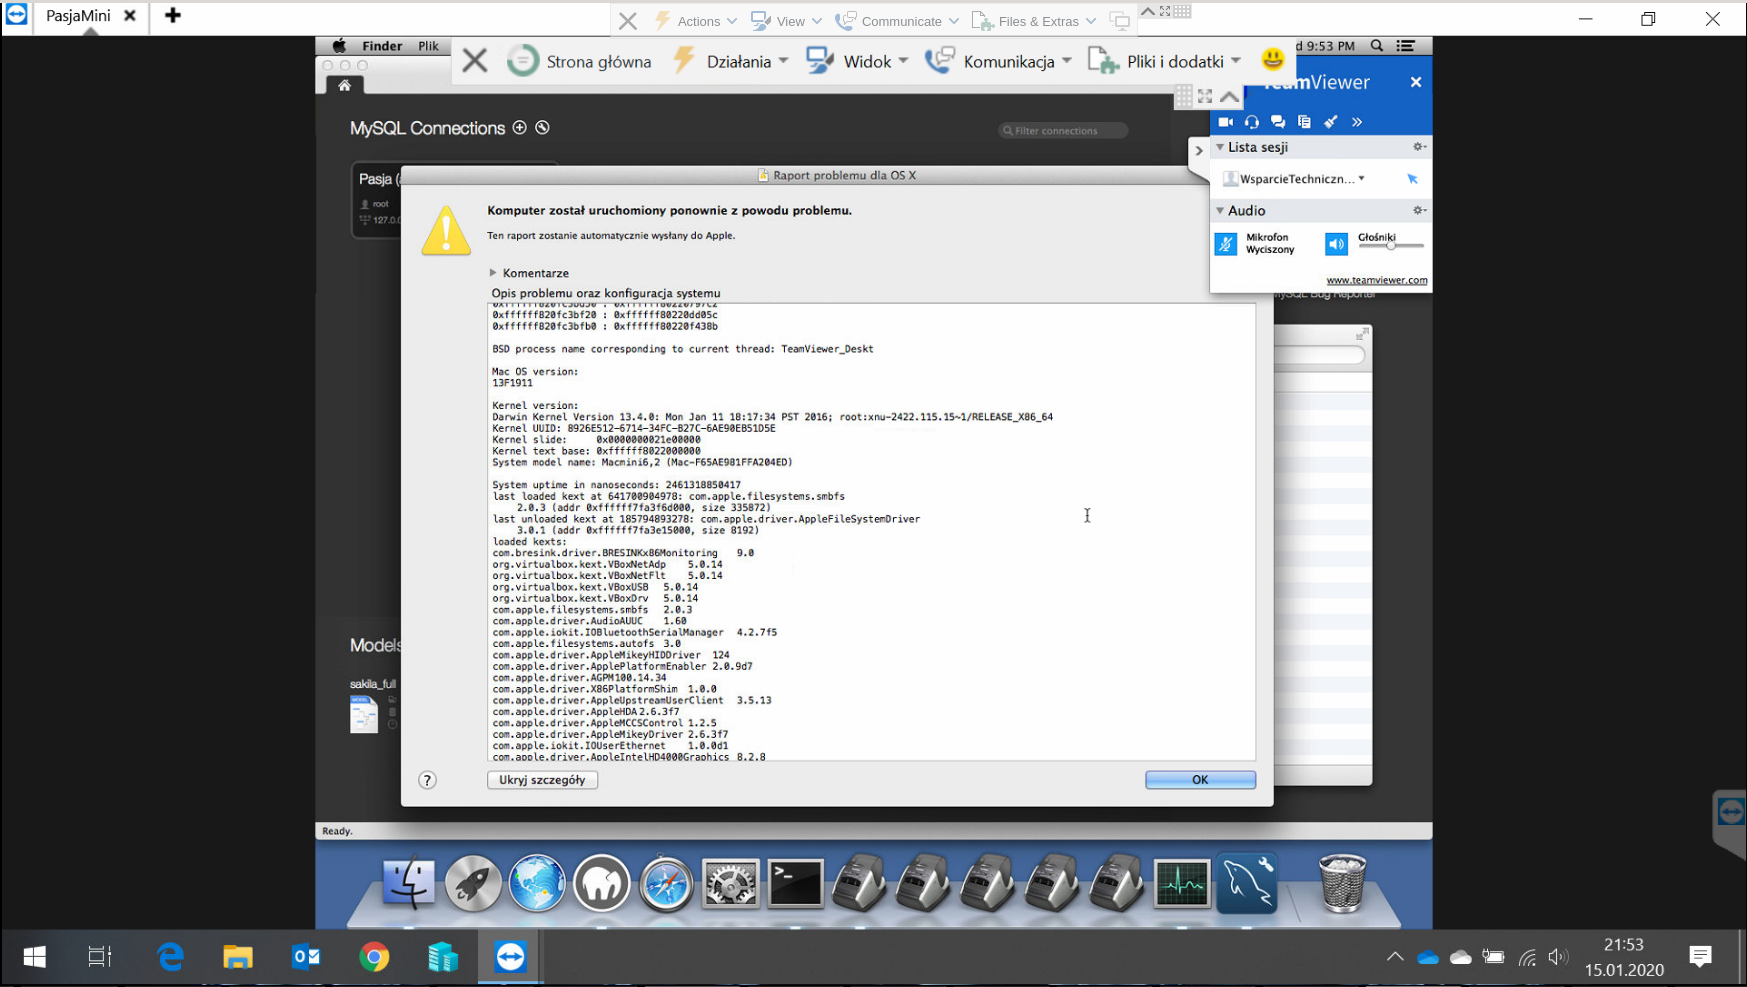 PasjaMini
Actions
View
Communicate
Files & Extras
Finder
Plik
Strona główna
Działania
Widok
Komunikacja
Pliki i dodatki
d 9:53 PM
TeamViewer
MySQL Connections
Filter connections
Lista sesji
WsparcieTechniczn...
Audio
Mikrofon
Wyciszony
Głośniki
www.teamviewer.com
MySQL Bug Reporter
Pasja (
root
127.0.0
Raport problemu dla OS X
Komputer został uruchomiony ponownie z powodu problemu.
Ten raport zostanie automatycznie wysłany do Apple.
Komentarze
Opis problemu oraz konfiguracja systemu
0xffffff820fc3bd50 : 0xffffff80220797c2
0xffffff820fc3bf20 : 0xffffff80220dd05c
0xffffff820fc3bfb0 : 0xffffff80220f438b
BSD process name corresponding to current thread: TeamViewer_Deskt
Mac OS version:
13F1911
Kernel version:
Darwin Kernel Version 13.4.0: Mon Jan 11 18:17:34 PST 2016; root:xnu-2422.115.15~1/RELEASE_X86_64
Kernel UUID: 8926E512-6714-34FC-B27C-6AE90EB51D5E
Kernel slide: 0x0000000021e00000
Kernel text base: 0xffffff8022000000
System model name: Macmini6,2 (Mac-F65AE981FFA204ED)
System uptime in nanoseconds: 2461318850417
last loaded kext at 641700904978: com.apple.filesystems.smbfs
2.0.3 (addr 0xffffff7fa3f6d000, size 335872)
last unloaded kext at 185794893278: com.apple.driver.AppleFileSystemDriver
3.0.1 (addr 0xffffff7fa3e15000, size 8192)
loaded kexts:
com.bresink.driver.BRESINKx86Monitoring 9.0
org.virtualbox.kext.VBoxNetAdp 5.0.14
org.virtualbox.kext.VBoxNetFlt 5.0.14
org.virtualbox.kext.VBoxUSB 5.0.14
org.virtualbox.kext.VBoxDrv 5.0.14
com.apple.filesystems.smbfs 2.0.3
com.apple.driver.AudioAUUC 1.60
com.apple.iokit.IOBluetoothSerialManager 4.2.7f5
com.apple.filesystems.autofs 3.0
com.apple.driver.AppleMikeyHIDDriver 124
com.apple.driver.ApplePlatformEnabler 2.0.9d7
com.apple.driver.AGPM 100.14.34
com.apple.driver.X86PlatformShim 1.0.0
com.apple.driver.AppleUpstreamUserClient 3.5.13
com.apple.driver.AppleHDA 2.6.3f7
com.apple.driver.AppleMCCSControl 1.2.5
com.apple.driver.AppleMikeyDriver 2.6.3f7
com.apple.iokit.IOUserEthernet 1.0.0d1
com.apple.driver.AppleIntelHD4000Graphics 8.2.8
Models
sakila_full
?
Ukryj szczegóły
OK
Ready.
21:53
15.01.2020